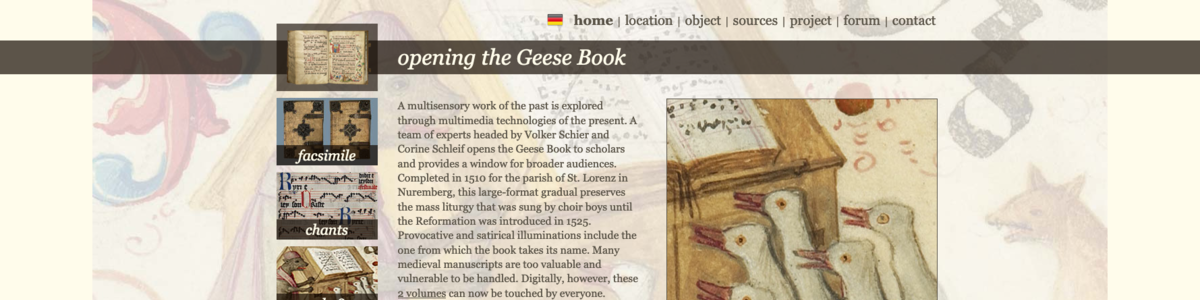 home | location | object | sources | project | forum | contact
opening the Geese Book
facsimile
chants
A multisensory work of the past is explored
through multimedia technologies of the present. A
team of experts headed by Volker Schier and
Corine Schleif opens the Geese Book to scholars
and provides a window for broader audiences.
Completed in 1510 for the parish of St. Lorenz in
Nuremberg, this large-format gradual preserves
the mass liturgy that was sung by choir boys until
the Reformation was introduced in 1525.
Provocative and satirical illuminations include the
one from which the book takes its name. Many
medieval manuscripts are too valuable and
vulnerable to be handled. Digitally, however, these
2 volumes can now be touched by everyone.